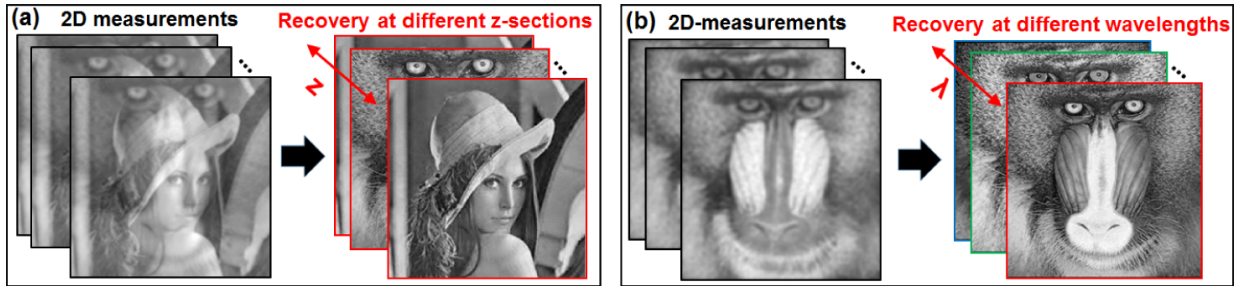 (a) 2D measurements
Recovery at different z-sections
z
(b) 2D-measurements
Recovery at different wavelengths
λ